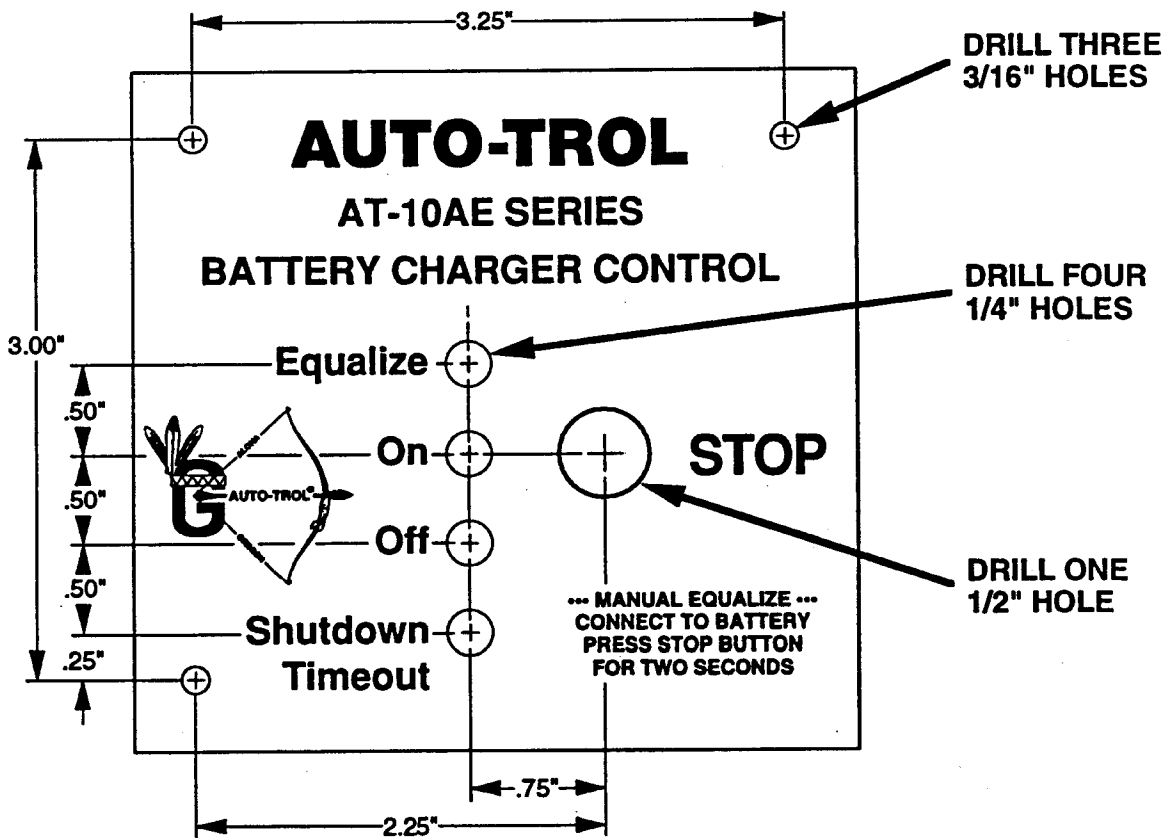 3.25"
DRILL THREE
3/16" HOLES
AUTO-TROL
AT-10AE SERIES
BATTERY CHARGER CONTROL
DRILL FOUR
1/4" HOLES
3.00"
Equalize
.50"
On
STOP
AUTO-TROL®
G
.50"
Off
.50"
DRILL ONE
1/2" HOLE
--- MANUAL EQUALIZE ---
CONNECT TO BATTERY
PRESS STOP BUTTON
FOR TWO SECONDS
Shutdown
Timeout
.25"
.75"
2.25"